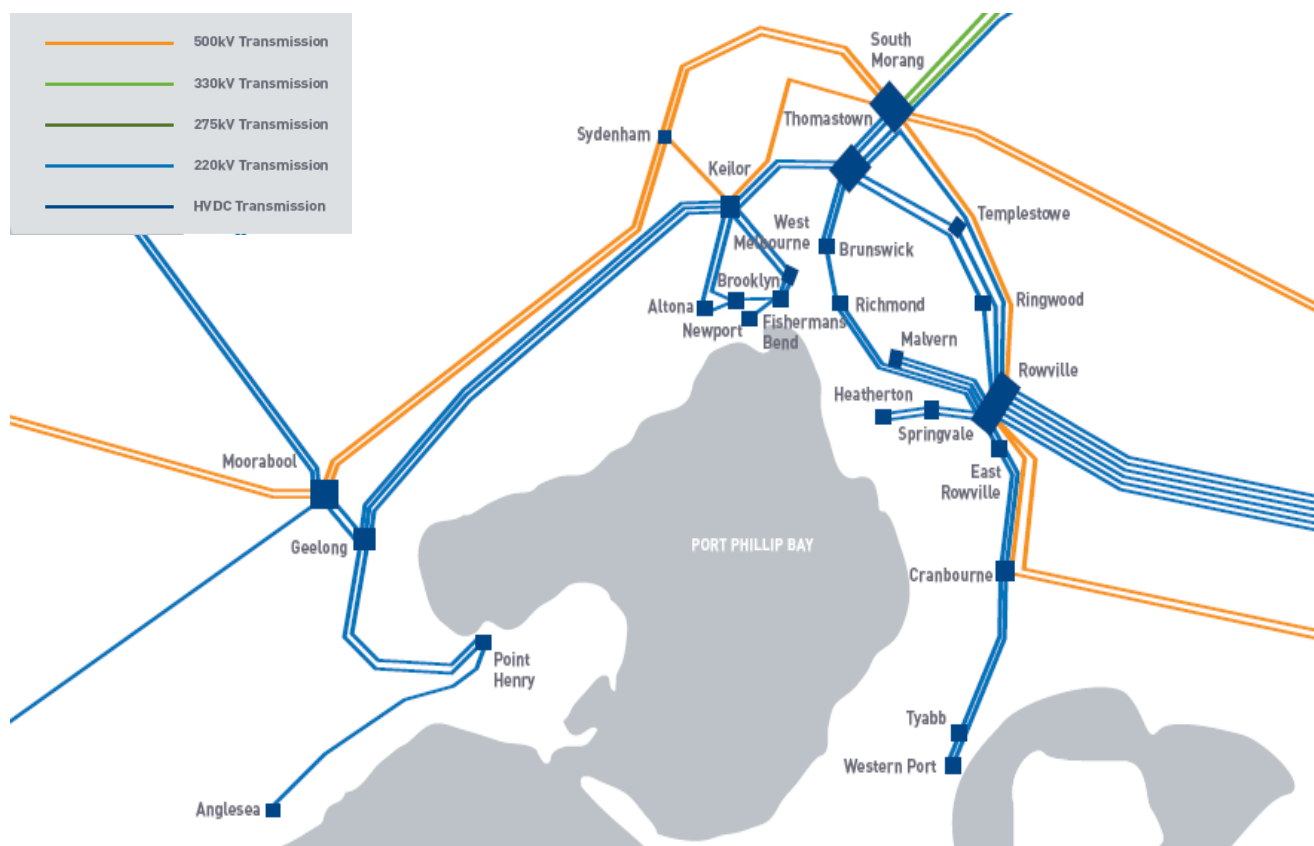 500kV Transmission
330kV Transmission
275kV Transmission
220kV Transmission
HVDC Transmission
South
Morang
Thomastown
Sydenham
Keilor
Templestowe
West
Melbourne
Brunswick
Brooklyn
Altona
Newport
Fishermans
Bend
Richmond
Ringwood
Malvern
Rowville
Heatherton
Springvale
East
Rowville
Moorabool
Geelong
PORT PHILLIP BAY
Cranbourne
Point
Henry
Tyabb
Western Port
Anglesea